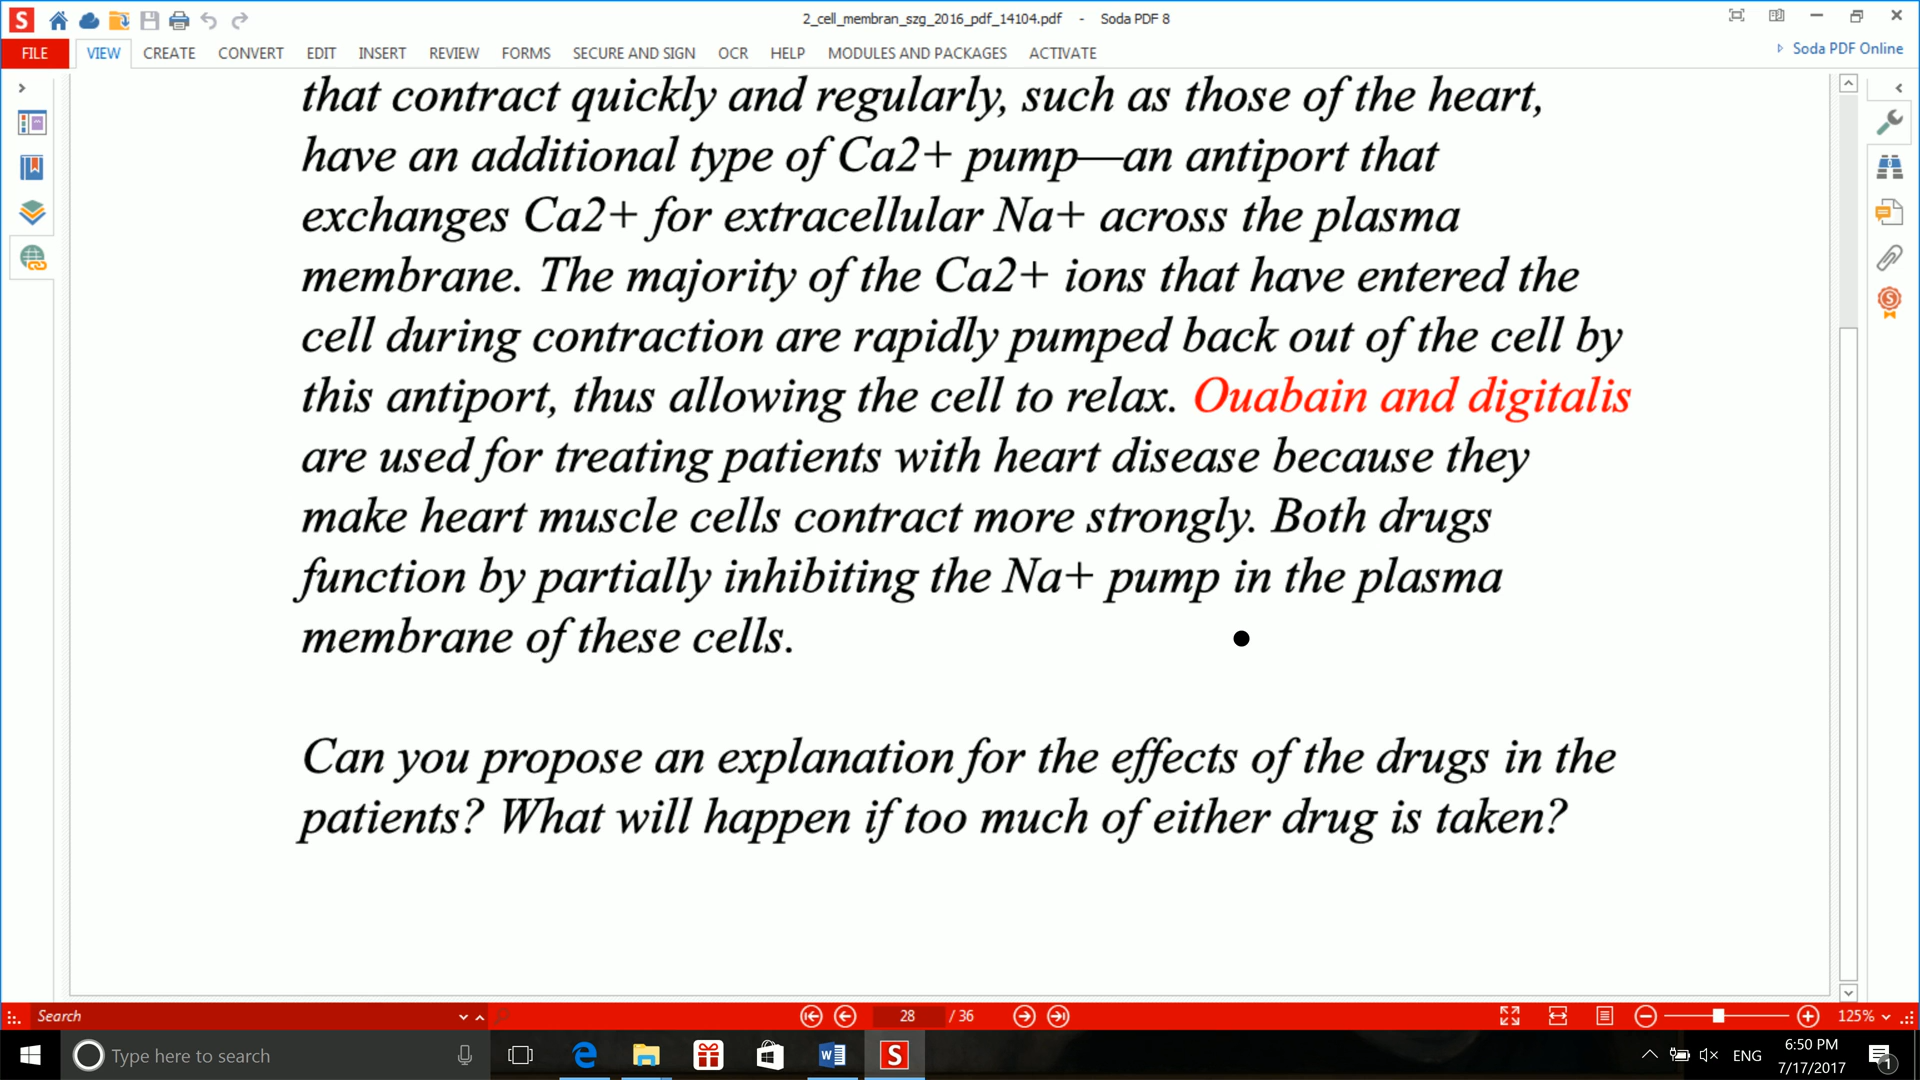 2_cell_membran_szg_2016_pdf_14104.pdf - Soda PDF 8
FILE VIEW CREATE CONVERT EDIT INSERT REVIEW FORMS SECURE AND SIGN OCR HELP MODULES AND PACKAGES ACTIVATE
Soda PDF Online
that contract quickly and regularly, such as those of the heart,
have an additional type of Ca2+ pump—an antiport that
exchanges Ca2+ for extracellular Na+ across the plasma
membrane. The majority of the Ca2+ ions that have entered the
cell during contraction are rapidly pumped back out of the cell by
this antiport, thus allowing the cell to relax. Ouabain and digitalis
are used for treating patients with heart disease because they
make heart muscle cells contract more strongly. Both drugs
function by partially inhibiting the Na+ pump in the plasma
membrane of these cells.
Can you propose an explanation for the effects of the drugs in the
patients? What will happen if too much of either drug is taken?
Search 28 / 36 125%
Type here to search
ENG
6:50 PM
7/17/2017
1